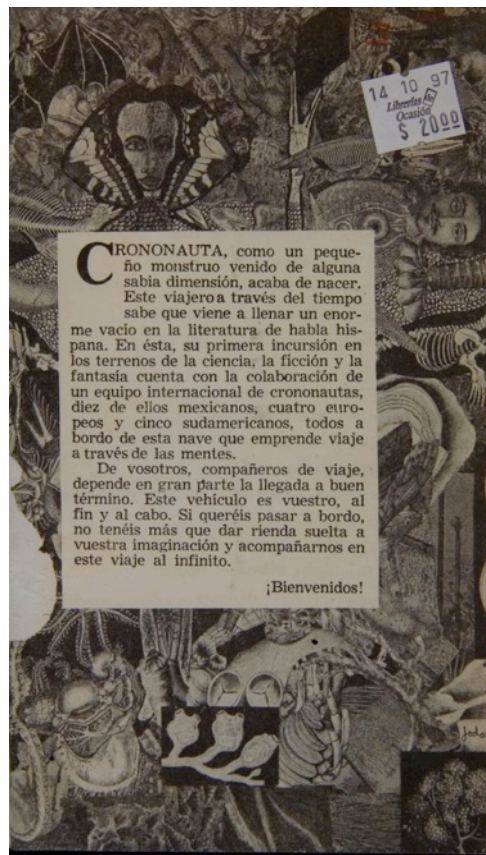 14 10 97
Librerías de
Ocasión
$ 20.00
CRONONAUTA, como un peque-
ño monstruo venido de alguna
sabia dimensión, acaba de nacer.
Este viajero a través del tiempo
sabe que viene a llenar un enor-
me vacío en la literatura de habla his-
pana. En ésta, su primera incursión en
los terrenos de la ciencia, la ficción y la
fantasía cuenta con la colaboración de
un equipo internacional de crononautas,
diez de ellos mexicanos, cuatro euro-
peos y cinco sudamericanos, todos a
bordo de esta nave que emprende viaje
a través de las mentes.
De vosotros, compañeros de viaje,
depende en gran parte la llegada a buen
término. Este vehículo es vuestro, al
fin y al cabo. Si queréis pasar a bordo,
no tenéis más que dar rienda suelta a
vuestra imaginación y acompañarnos en
este viaje al infinito.
¡Bienvenidos!